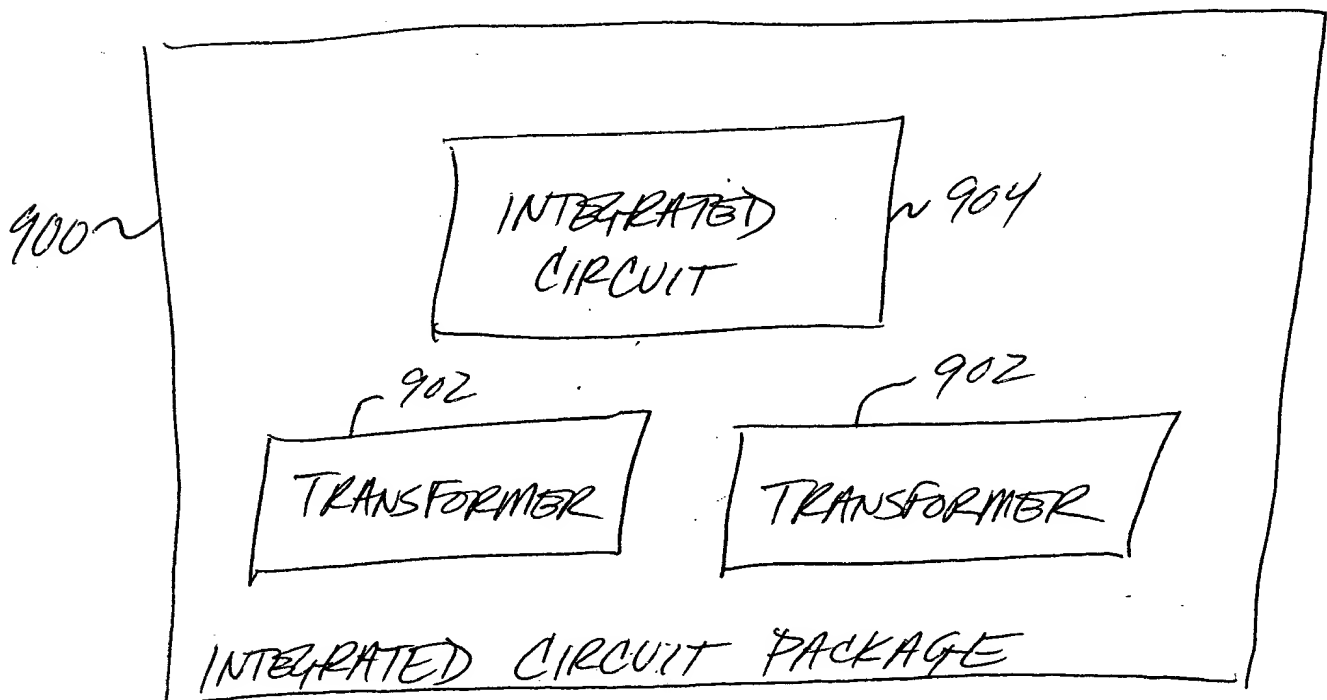 INTEGRATED
CIRCUIT
900
904
902
902
TRANSFORMER
TRANSFORMER
INTEGRATED CIRCUIT PACKAGE